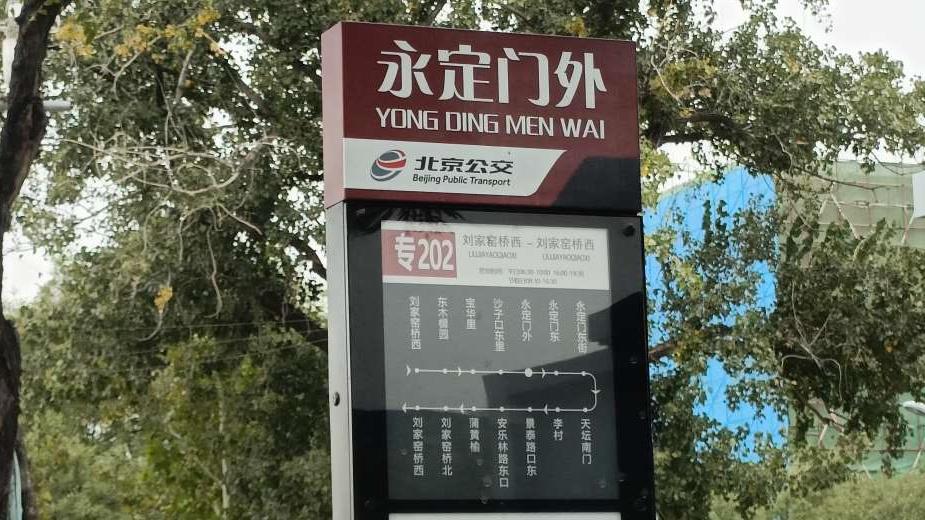 永定门外
YONG DING MEN WAI
北京公交
Beijing Public Transport
专202
刘家窑桥西 - 刘家窑桥西
LIUJIAYAOQIAOXI LIUJIAYAOQIAOXI
刘家窑桥西
东木樨园
宝华里
沙子口东里
永定门外
永定门东
永定门东街
刘家窑桥西
刘家窑桥北
蒲黄榆
安乐林路东口
景泰路口东
李村
天坛南门